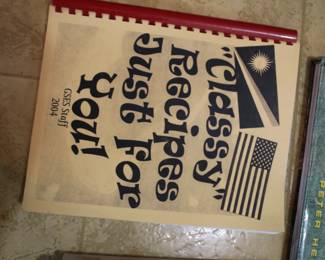 "Classy"
Recipes
Just For
You!
GSES Staff
2004
PETER HE